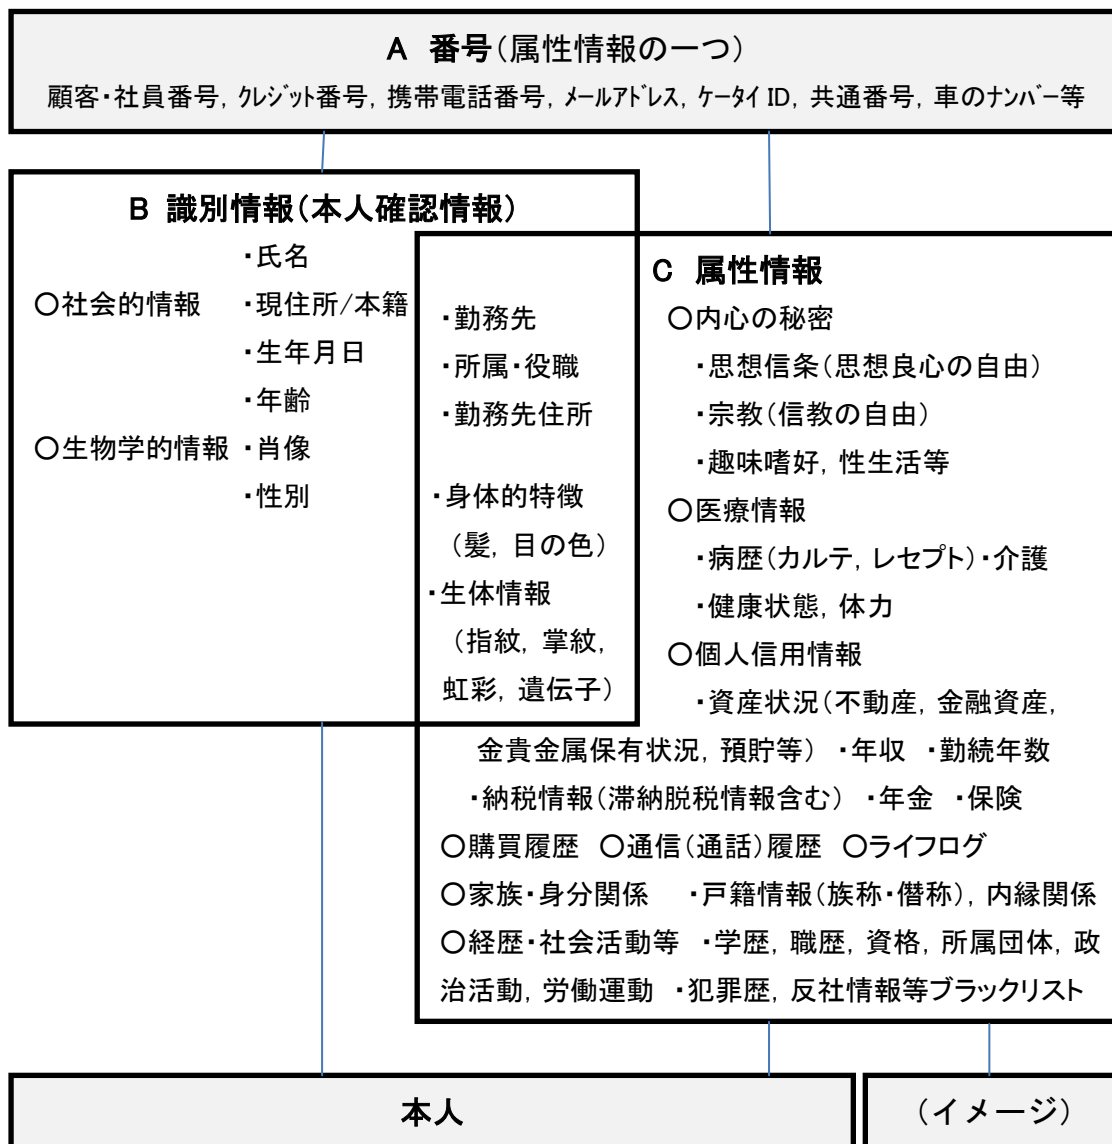 A 番号(属性情報の一つ)
顧客・社員番号, クレジット番号, 携帯電話番号, メールアドレス, ケータイ ID, 共通番号, 車のナンバー等
B 識別情報(本人確認情報)
・氏名
○社会的情報 ・現住所/本籍
・生年月日
・年齢
○生物学的情報 ・肖像
・性別
・勤務先
・所属・役職
・勤務先住所
・身体的特徴
(髪, 目の色)
・生体情報
(指紋, 掌紋,
虹彩, 遺伝子)
C 属性情報
○内心の秘密
・思想信条(思想良心の自由)
・宗教(信教の自由)
・趣味嗜好, 性生活等
○医療情報
・病歴(カルテ, レセプト)・介護
・健康状態, 体力
○個人信用情報
・資産状況(不動産, 金融資産,
金貴金属保有状況, 預貯等) ・年収 ・勤続年数
・納税情報(滞納脱税情報含む) ・年金 ・保険
○購買履歴 ○通信(通話)履歴 ○ライフログ
○家族・身分関係 ・戸籍情報(族称・僭称), 内縁関係
○経歴・社会活動等 ・学歴, 職歴, 資格, 所属団体, 政
治活動, 労働運動 ・犯罪歴, 反社情報等ブラックリスト
本人
(イメージ)